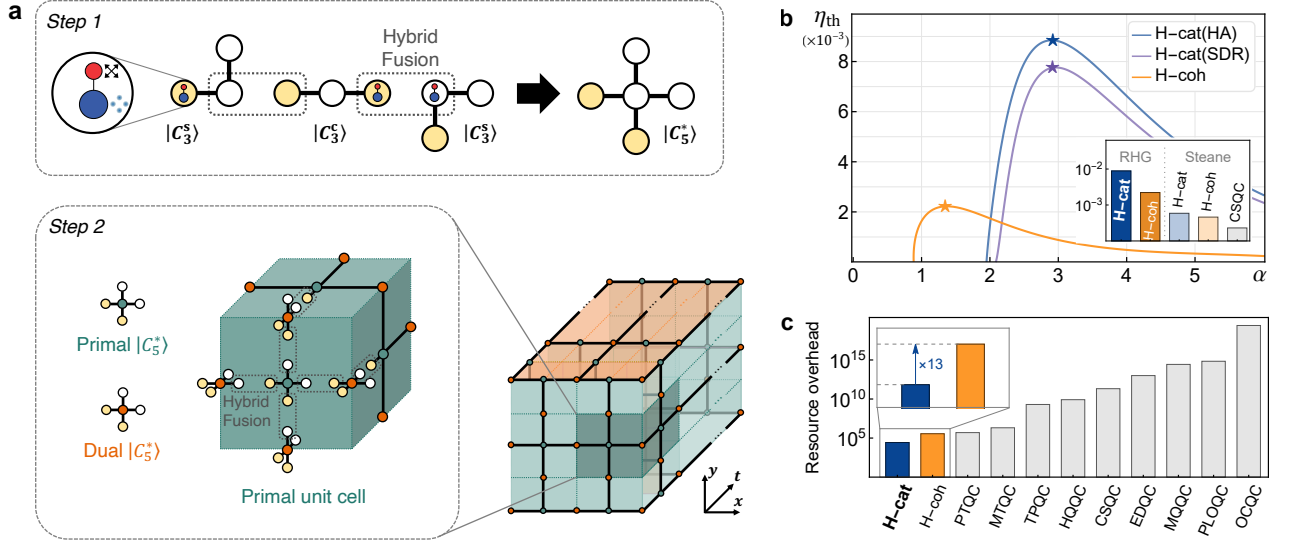 a
Step 1
Hybrid
Fusion
|C₃ˢ⟩
|C₃ᶜ⟩
|C₃ˢ⟩
|C₅*⟩
Step 2
Primal |C₅*⟩
Dual |C₅*⟩
Hybrid
Fusion
Primal unit cell
y
t
x
b
ηth
(×10⁻³)
8
6
4
2
0
1
2
3
4
5
α
H−cat(HA)
H−cat(SDR)
H−coh
RHG
Steane
10⁻²
10⁻³
H−cat
H−coh
H−cat
H−coh
CSQC
c
Resource overhead
10¹⁵
10¹⁰
10⁵
×13
H−cat
H−coh
PTQC
MTQC
TPQC
HQQC
CSQC
EDQC
MQQC
PLOQC
OCQC